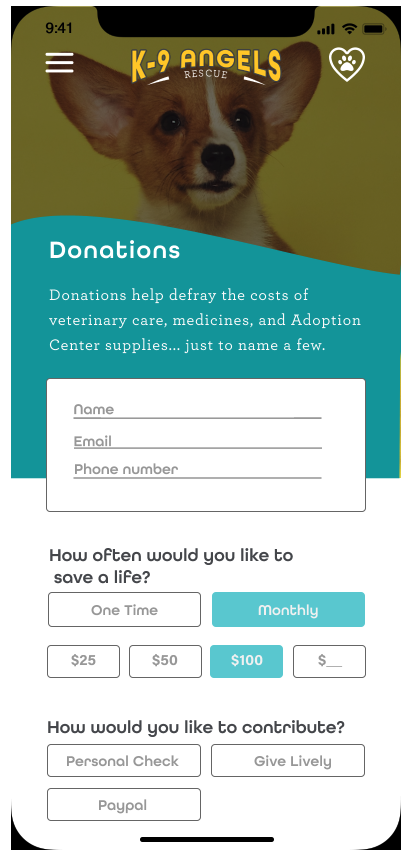 9:41
K-9 ANGELS
RESCUE
Donations
Donations help defray the costs of
veterinary care, medicines, and Adoption
Center supplies... just to name a few.
Name
Email
Phone number
How often would you like to
save a life?
One Time Monthly
$25 $50 $100 $__
How would you like to contribute?
Personal Check Give Lively
Paypal